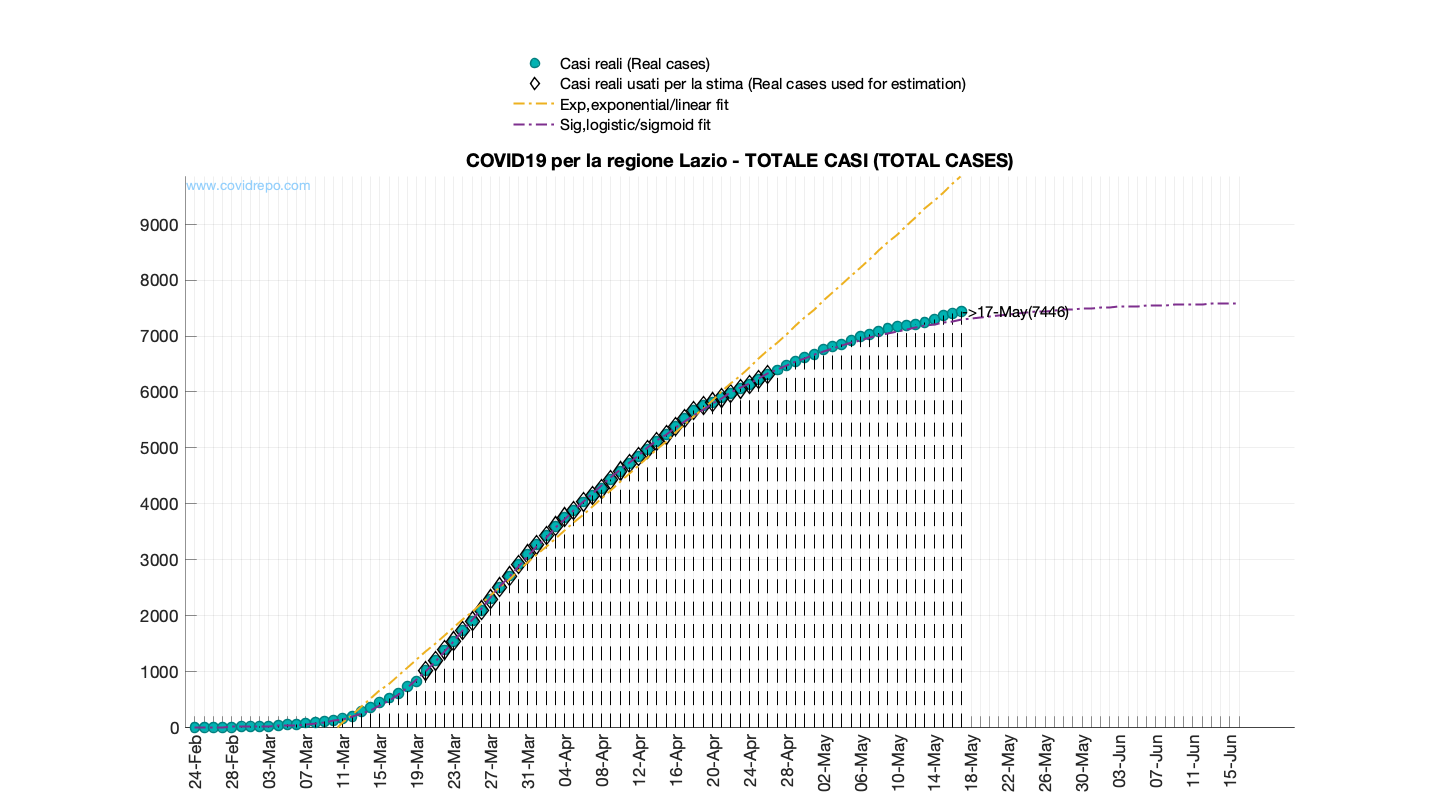 Casi reali (Real cases)
Casi reali usati per la stima (Real cases used for estimation)
Exp,exponential/linear fit
Sig,logistic/sigmoid fit
COVID19 per la regione Lazio - TOTALE CASI (TOTAL CASES)
www.covidrepo.com
9000
8000
7000
6000
5000
4000
3000
2000
1000
0
->17-May(7446)
24-Feb
28-Feb
03-Mar
07-Mar
11-Mar
15-Mar
19-Mar
23-Mar
27-Mar
31-Mar
04-Apr
08-Apr
12-Apr
16-Apr
20-Apr
24-Apr
28-Apr
02-May
06-May
10-May
14-May
18-May
22-May
26-May
30-May
03-Jun
07-Jun
11-Jun
15-Jun